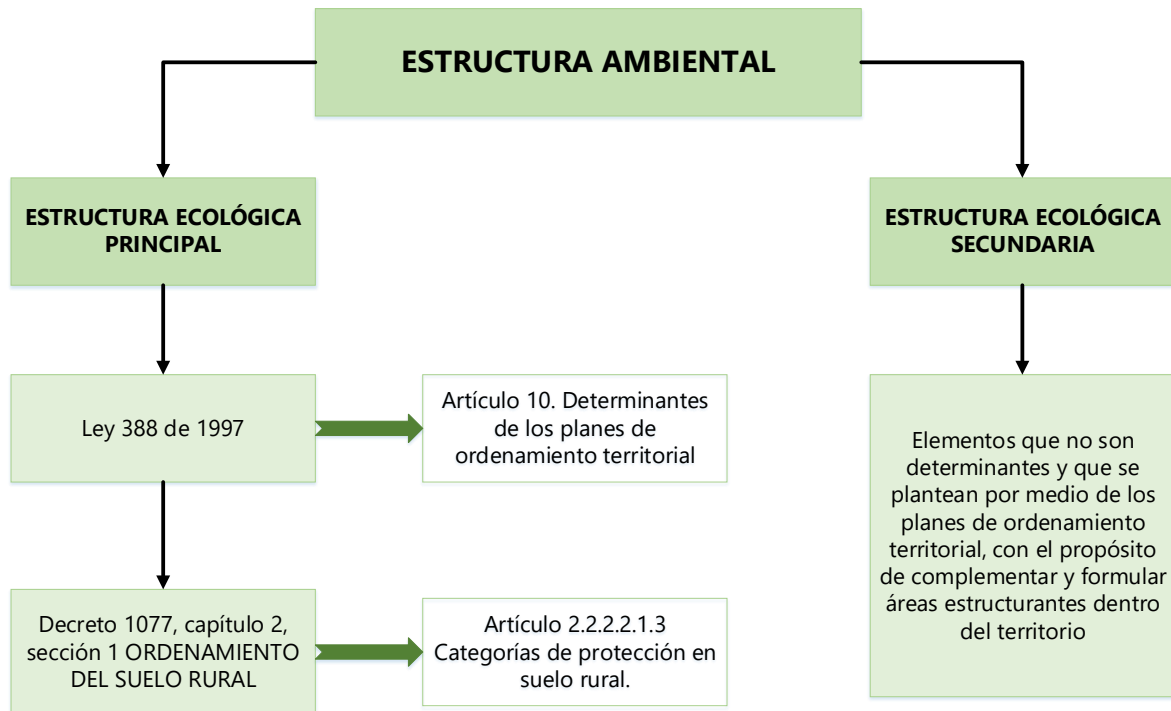 ESTRUCTURA AMBIENTAL
ESTRUCTURA ECOLÓGICA
PRINCIPAL
ESTRUCTURA ECOLÓGICA
SECUNDARIA
Ley 388 de 1997
Artículo 10. Determinantes
de los planes de
ordenamiento territorial
Elementos que no son
determinantes y que se
plantean por medio de los
planes de ordenamiento
territorial, con el propósito
de complementar y formular
áreas estructurantes dentro
del territorio
Decreto 1077, capítulo 2,
sección 1 ORDENAMIENTO
DEL SUELO RURAL
Artículo 2.2.2.2.1.3
Categorías de protección en
suelo rural.